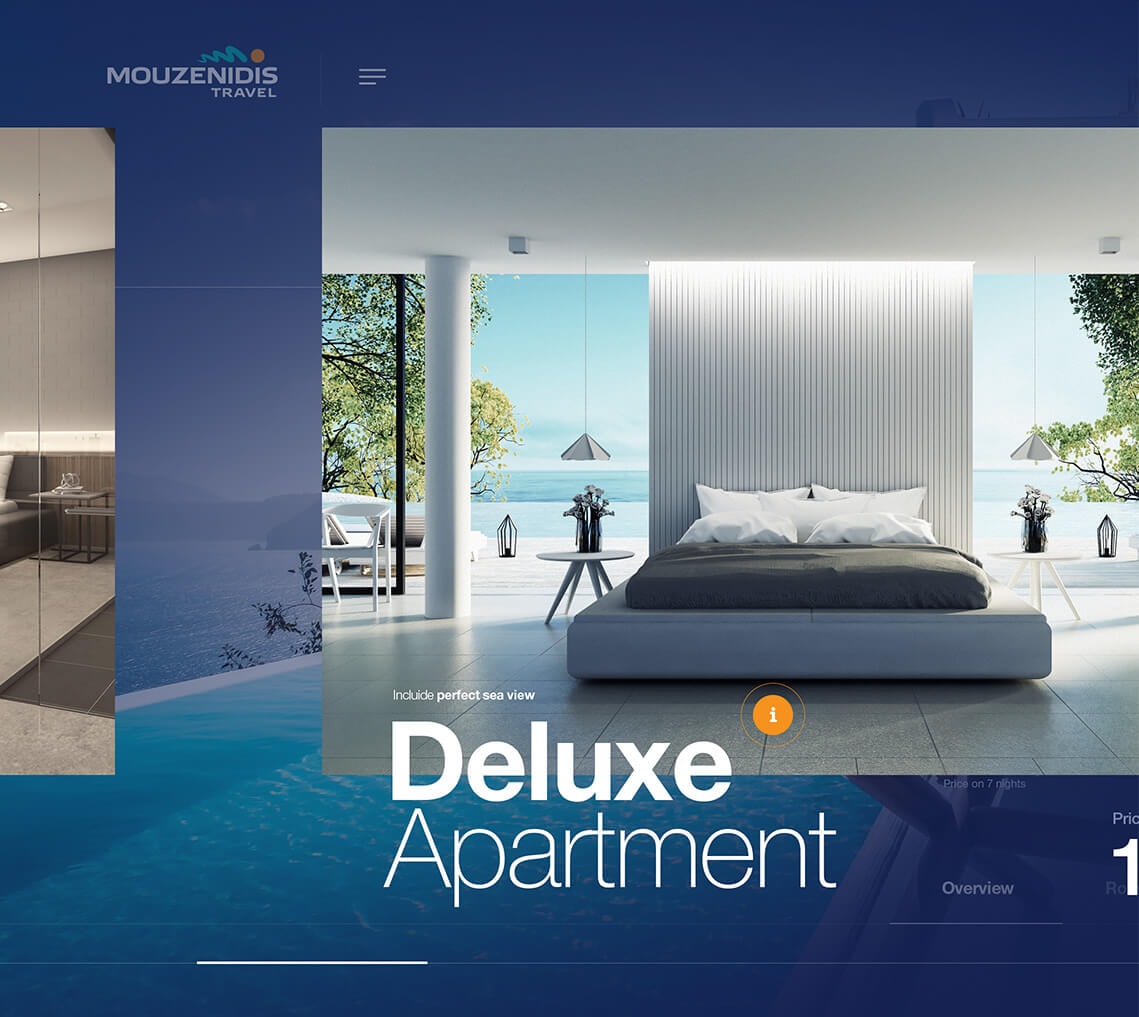 MOUZENIDIS
TRAVEL
Incluide perfect sea view
i
Deluxe
Apartment
Price on 7 nights
Overview